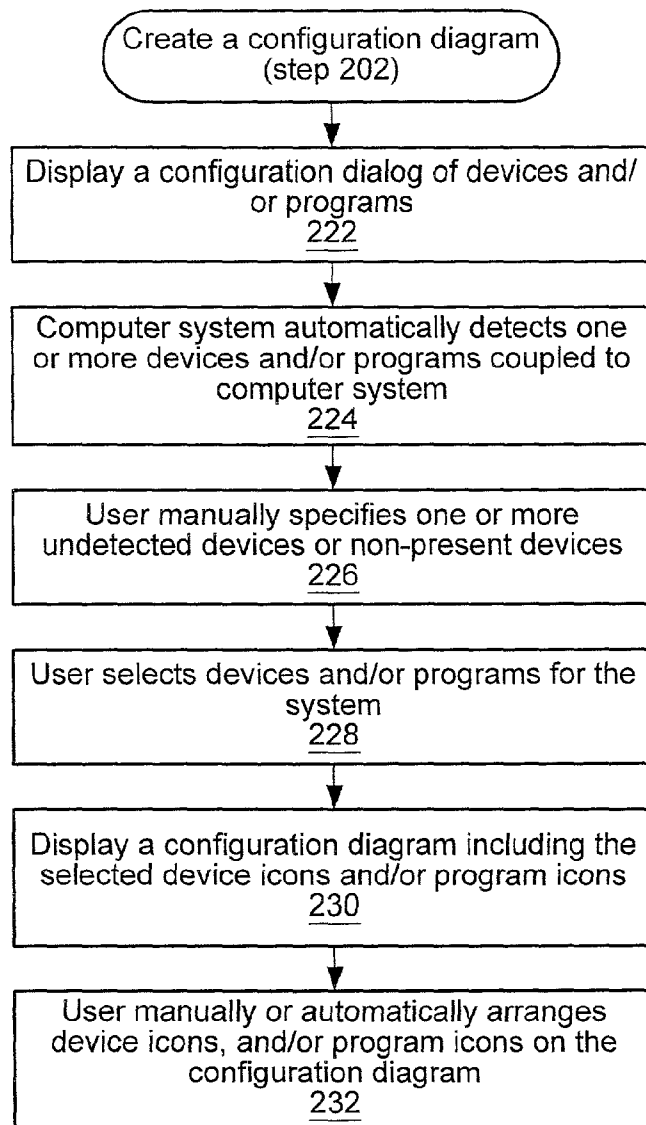 Create a configuration diagram
(step 202)
Display a configuration dialog of devices and/
or programs
222
Computer system automatically detects one
or more devices and/or programs coupled to
computer system
224
User manually specifies one or more
undetected devices or non-present devices
226
User selects devices and/or programs for the
system
228
Display a configuration diagram including the
selected device icons and/or program icons
230
User manually or automatically arranges
device icons, and/or program icons on the
configuration diagram
232